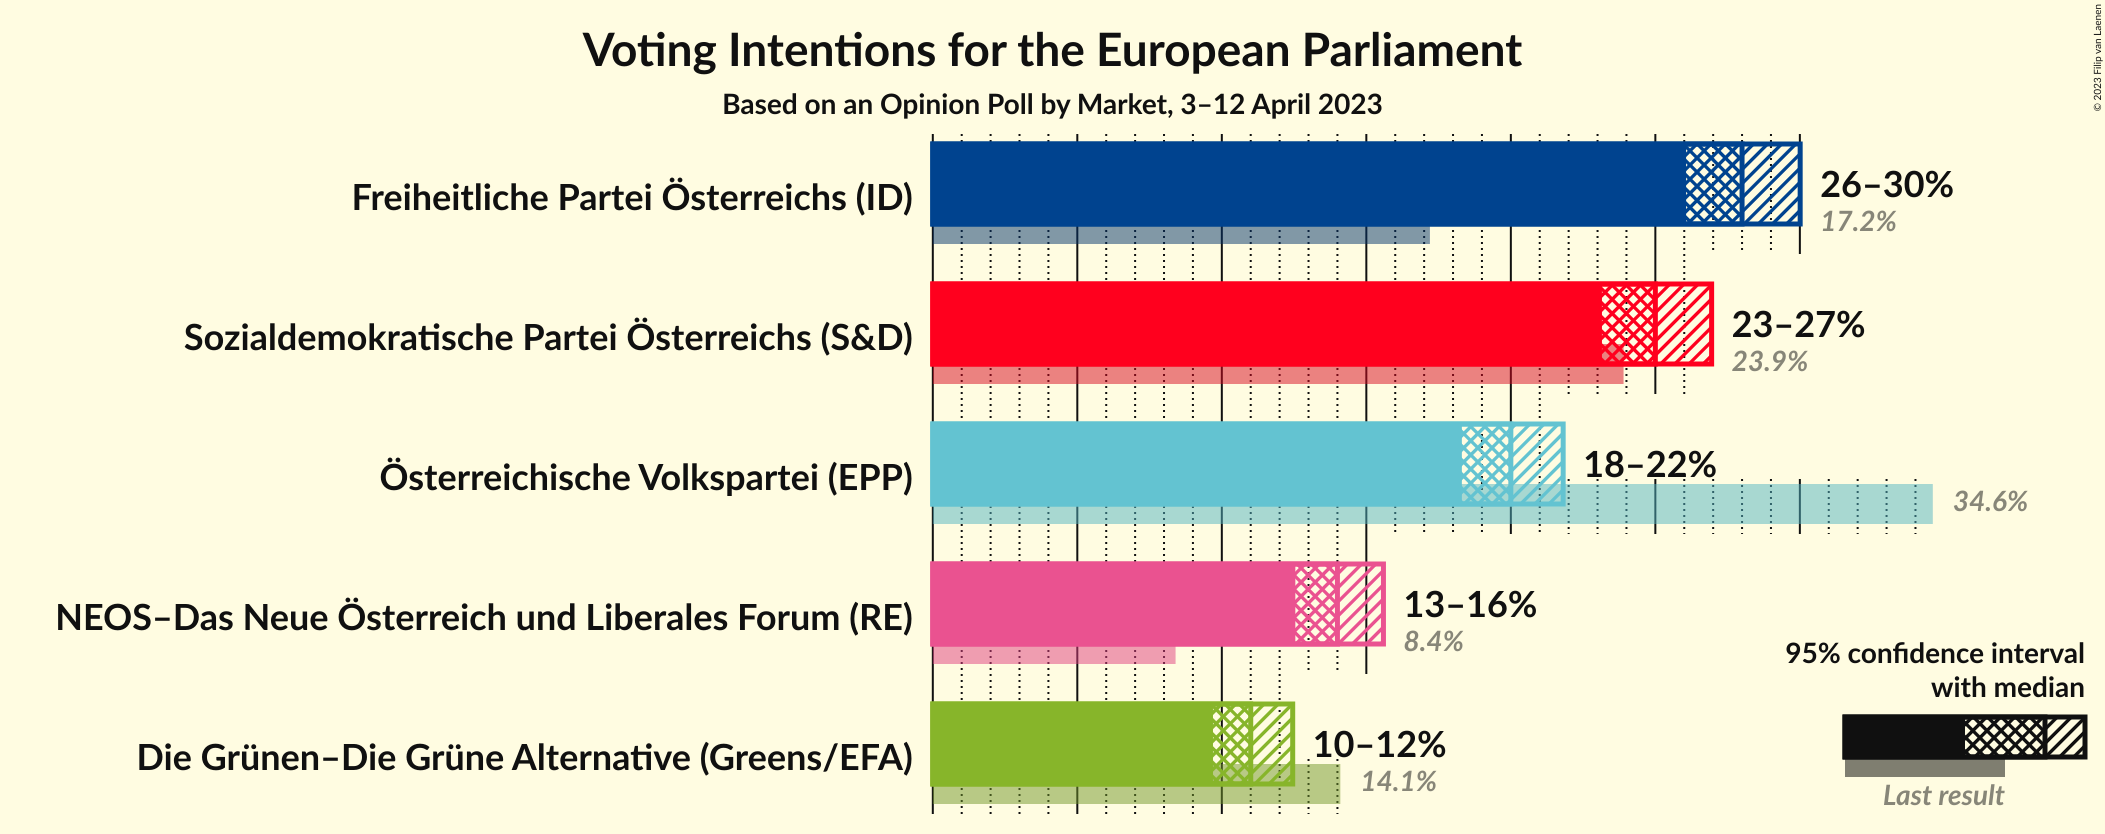 Voting Intentions for the European Parliament
Based on an Opinion Poll by Market, 3–12 April 2023
© 2023 Filip van Laenen
Freiheitliche Partei Österreichs (ID)
26–30%
17.2%
Sozialdemokratische Partei Österreichs (S&D)
23–27%
23.9%
Österreichische Volkspartei (EPP)
18–22%
34.6%
NEOS–Das Neue Österreich und Liberales Forum (RE)
13–16%
8.4%
Die Grünen–Die Grüne Alternative (Greens/EFA)
10–12%
14.1%
95% confidence interval
with median
Last result